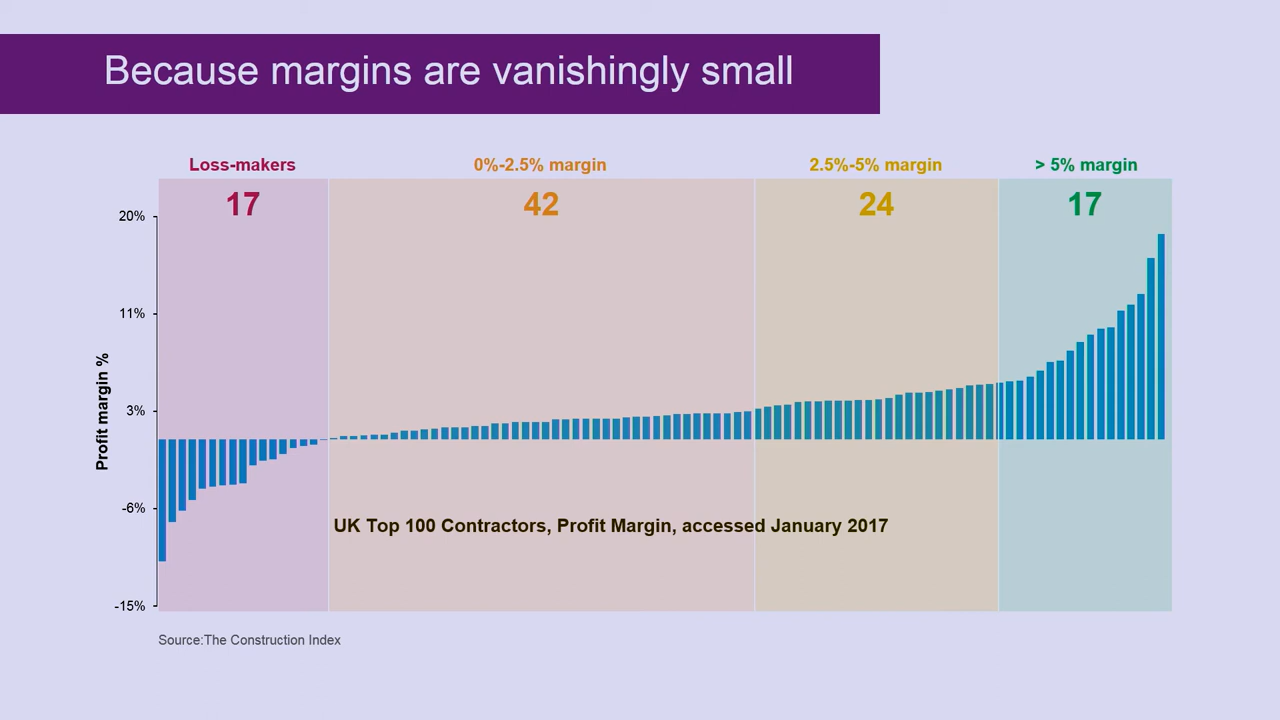 Because margins are vanishingly small
Loss-makers
0%-2.5% margin
2.5%-5% margin
> 5% margin
17
42
24
17
20%
11%
3%
-6%
-15%
Profit margin %
UK Top 100 Contractors, Profit Margin, accessed January 2017
Source:The Construction Index